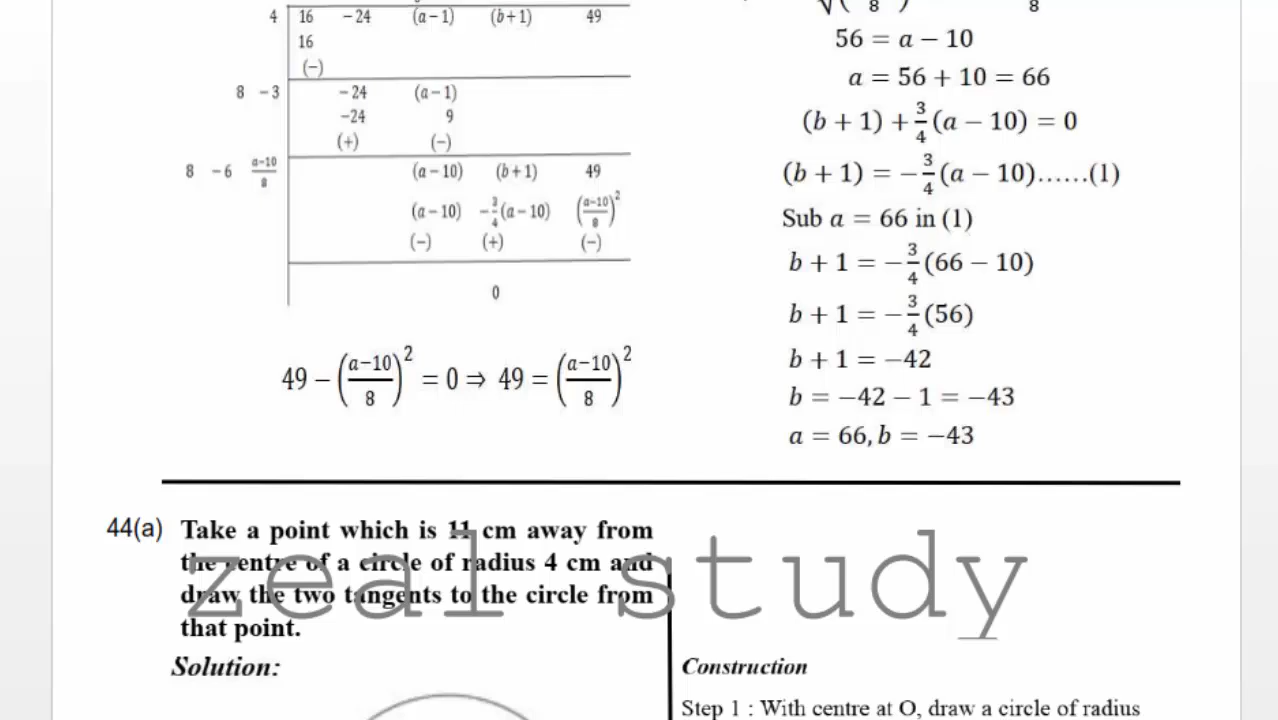 4 16 −24 (a−1) (b+1) 49
16
(−)
8 −3 −24 (a−1)
−24 9
(+) (−)
8 −6 a−10/8 (a−10) (b+1) 49
(a−10) −3/4(a−10) (a−10/8)²
(−) (+) (−)
0
49 − (a−10/8)² = 0 ⇒ 49 = (a−10/8)²
8 8
56 = a − 10
a = 56 + 10 = 66
(b + 1) + 3/4(a − 10) = 0
(b + 1) = −3/4(a − 10)......(1)
Sub a = 66 in (1)
b + 1 = −3/4(66 − 10)
b + 1 = −3/4(56)
b + 1 = −42
b = −42 − 1 = −43
a = 66, b = −43
44(a) Take a point which is 11 cm away from
the centre of a circle of radius 4 cm and
draw the two tangents to the circle from
that point.
zeal study
Solution:
Construction
Step 1 : With centre at O, draw a circle of radius